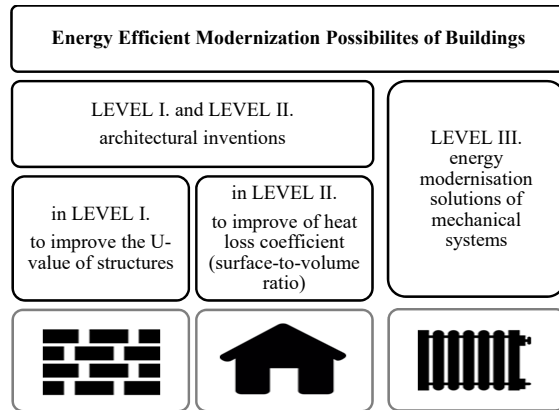 Energy Efficient Modernization Possibilites of Buildings
LEVEL I. and LEVEL II.
architectural inventions
LEVEL III.
energy
modernisation
solutions of
mechanical
systems
in LEVEL I.
to improve the U-
value of structures
in LEVEL II.
to improve of heat
loss coefficient
(surface-to-volume
ratio)